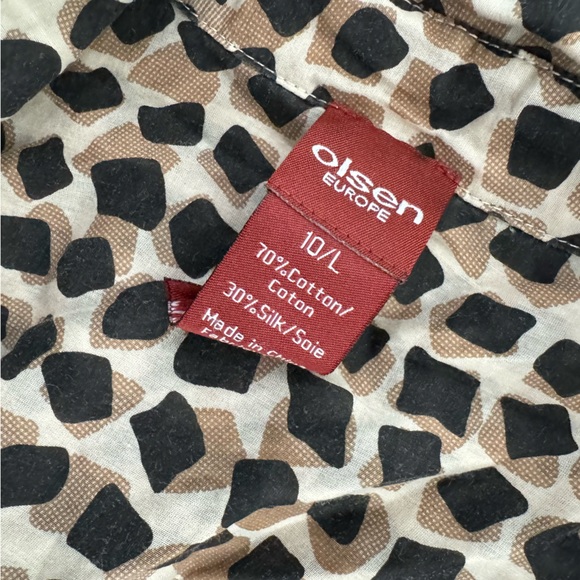 olsen
EUROPE
10/L
70%Cotton/
Coton
30%Silk/Soie
Made in